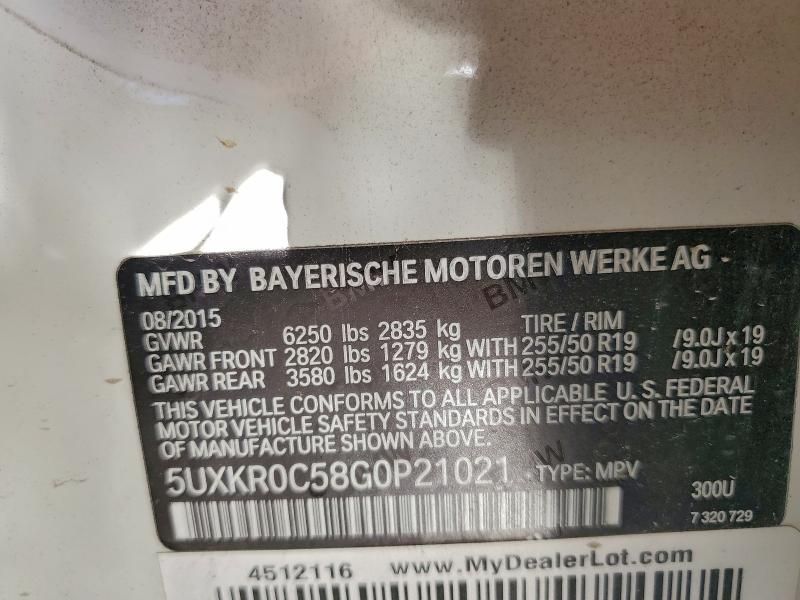 MFD BY BAYERISCHE MOTOREN WERKE AG
08/2015 TIRE / RIM
GVWR 6250 lbs 2835 kg
GAWR FRONT 2820 lbs 1279 kg WITH 255/50 R19 /9.0J x 19
GAWR REAR 3580 lbs 1624 kg WITH 255/50 R19 /9.0J x 19
THIS VEHICLE CONFORMS TO ALL APPLICABLE U. S. FEDERAL
MOTOR VEHICLE SAFETY STANDARDS IN EFFECT ON THE DATE
OF MANUFACTURE SHOWN ABOVE.
5UXKR0C58G0P21021 TYPE: MPV
300U
7 320 729
4512116 www.MyDealerLot.com